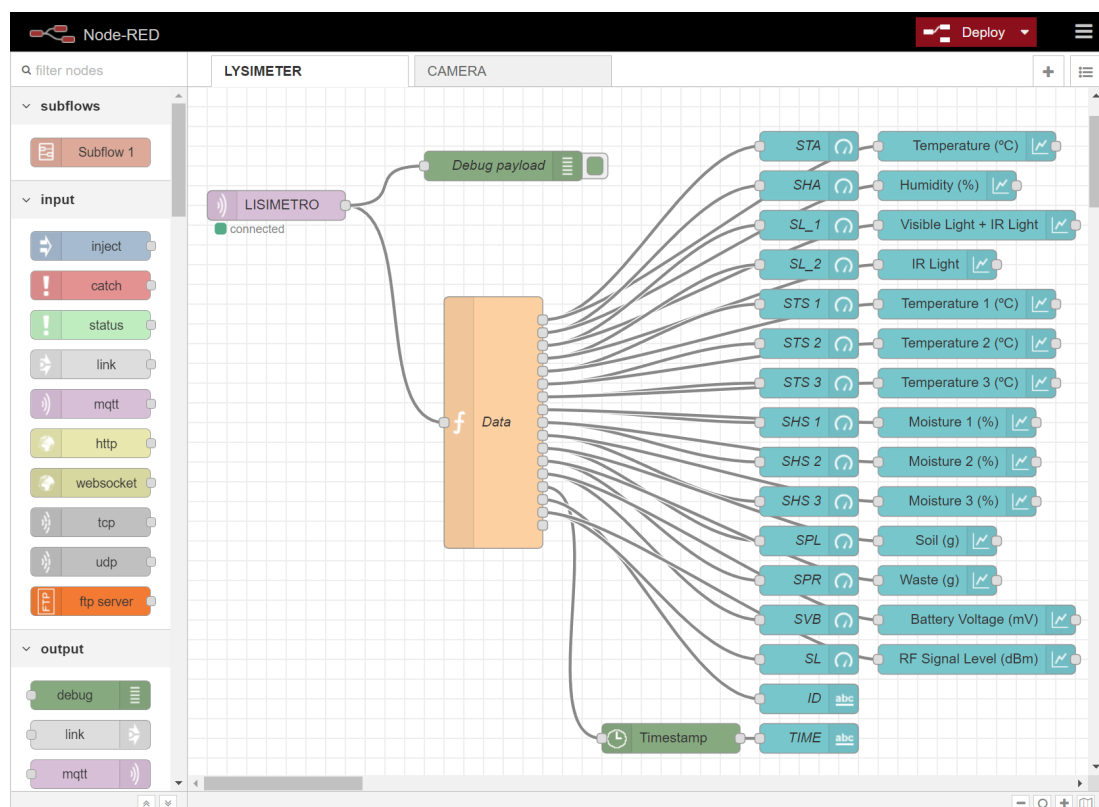 Node-RED
Deploy
filter nodes
LYSIMETER
CAMERA
subflows
Subflow 1
input
inject
catch
status
link
mqtt
http
websocket
tcp
udp
FTP
ftp server
output
debug
link
mqtt
LISIMETRO
connected
Debug payload
Data
STA
Temperature (ºC)
SHA
Humidity (%)
SL_1
Visible Light + IR Light
SL_2
IR Light
STS 1
Temperature 1 (ºC)
STS 2
Temperature 2 (ºC)
STS 3
Temperature 3 (ºC)
SHS 1
Moisture 1 (%)
SHS 2
Moisture 2 (%)
SHS 3
Moisture 3 (%)
SPL
Soil (g)
SPR
Waste (g)
SVB
Battery Voltage (mV)
SL
RF Signal Level (dBm)
ID
abc
Timestamp
TIME
abc